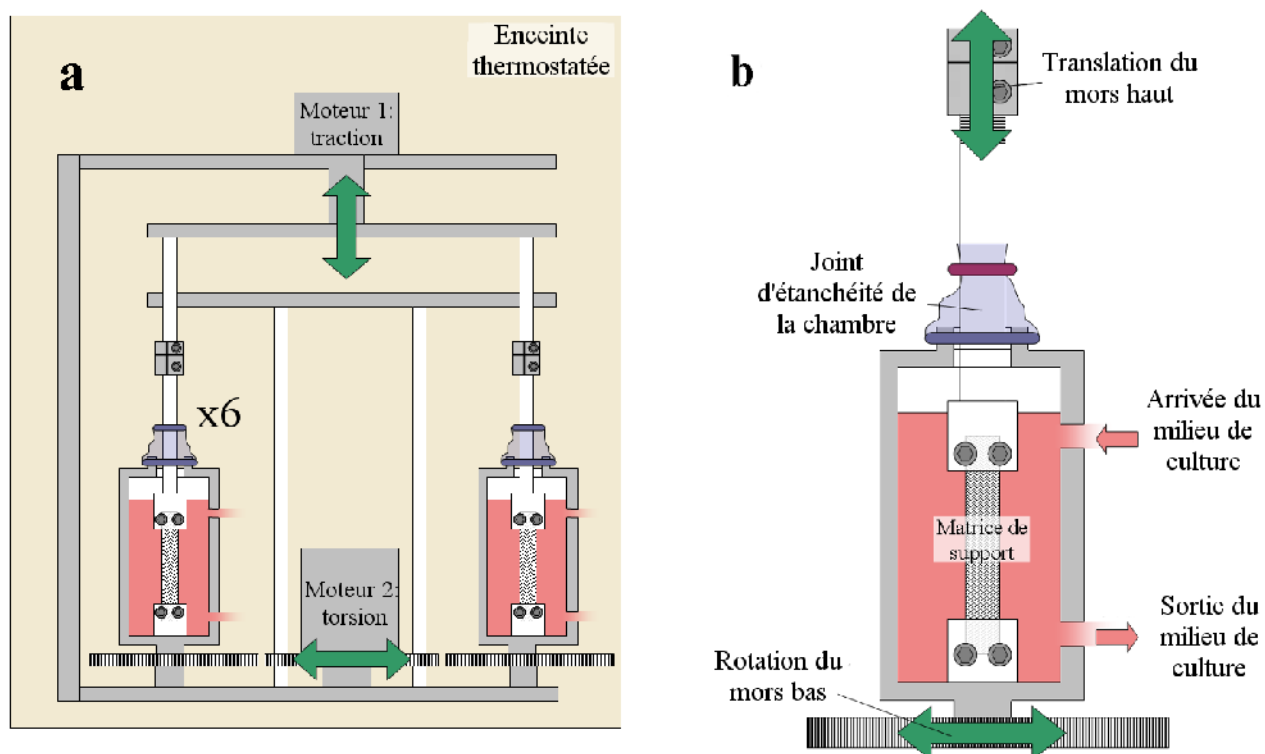 a
Enceinte
thermostatée
Moteur 1:
traction
x6
Moteur 2:
torsion
b
Translation du
mors haut
Joint
d'étanchéité de
la chambre
Arrivée du
milieu de
culture
Matrice de
support
Sortie du
milieu de
culture
Rotation du
mors bas